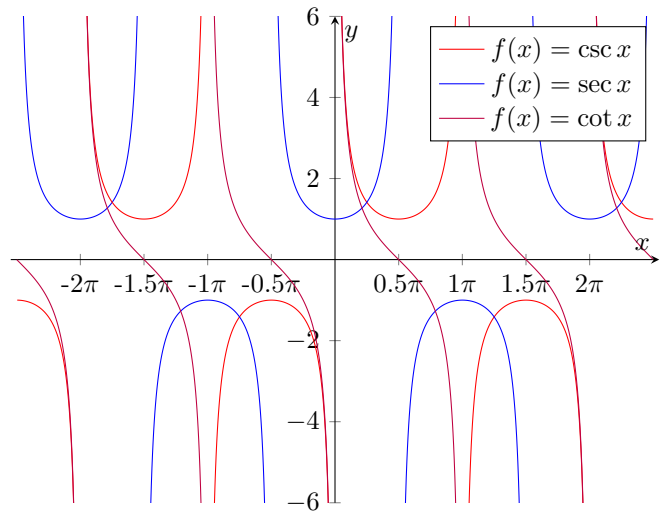 6
y
f(x) = csc x
f(x) = sec x
f(x) = cot x
4
2
x
-2π -1.5π -1π -0.5π 0.5π 1π 1.5π 2π
−2
−4
−6